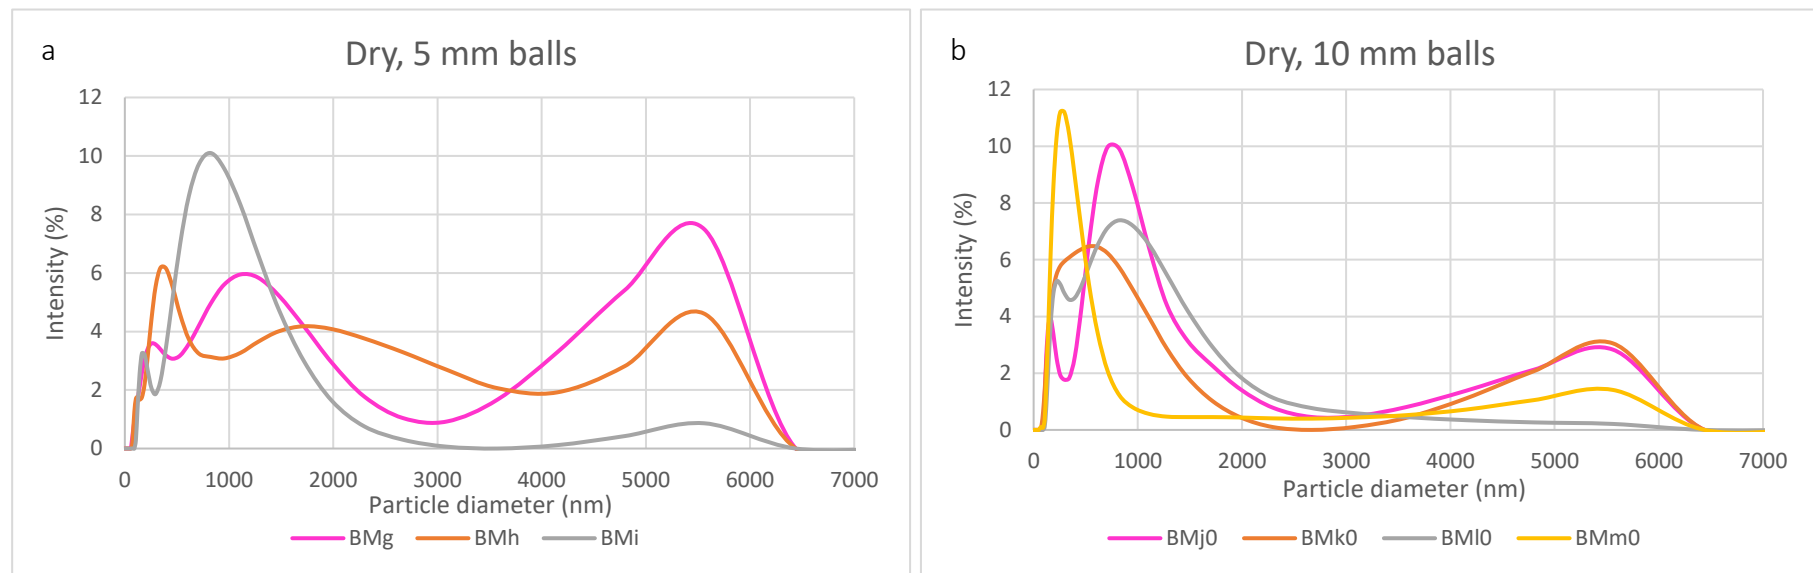 a
Dry, 5 mm balls
12
10
8
6
4
2
0
Intensity (%)
0 1000 2000 3000 4000 5000 6000 7000
Particle diameter (nm)
BMg BMh BMi
b
Dry, 10 mm balls
12
10
8
6
4
2
0
Intensity (%)
0 1000 2000 3000 4000 5000 6000 7000
Particle diameter (nm)
BMj0 BMk0 BMl0 BMm0